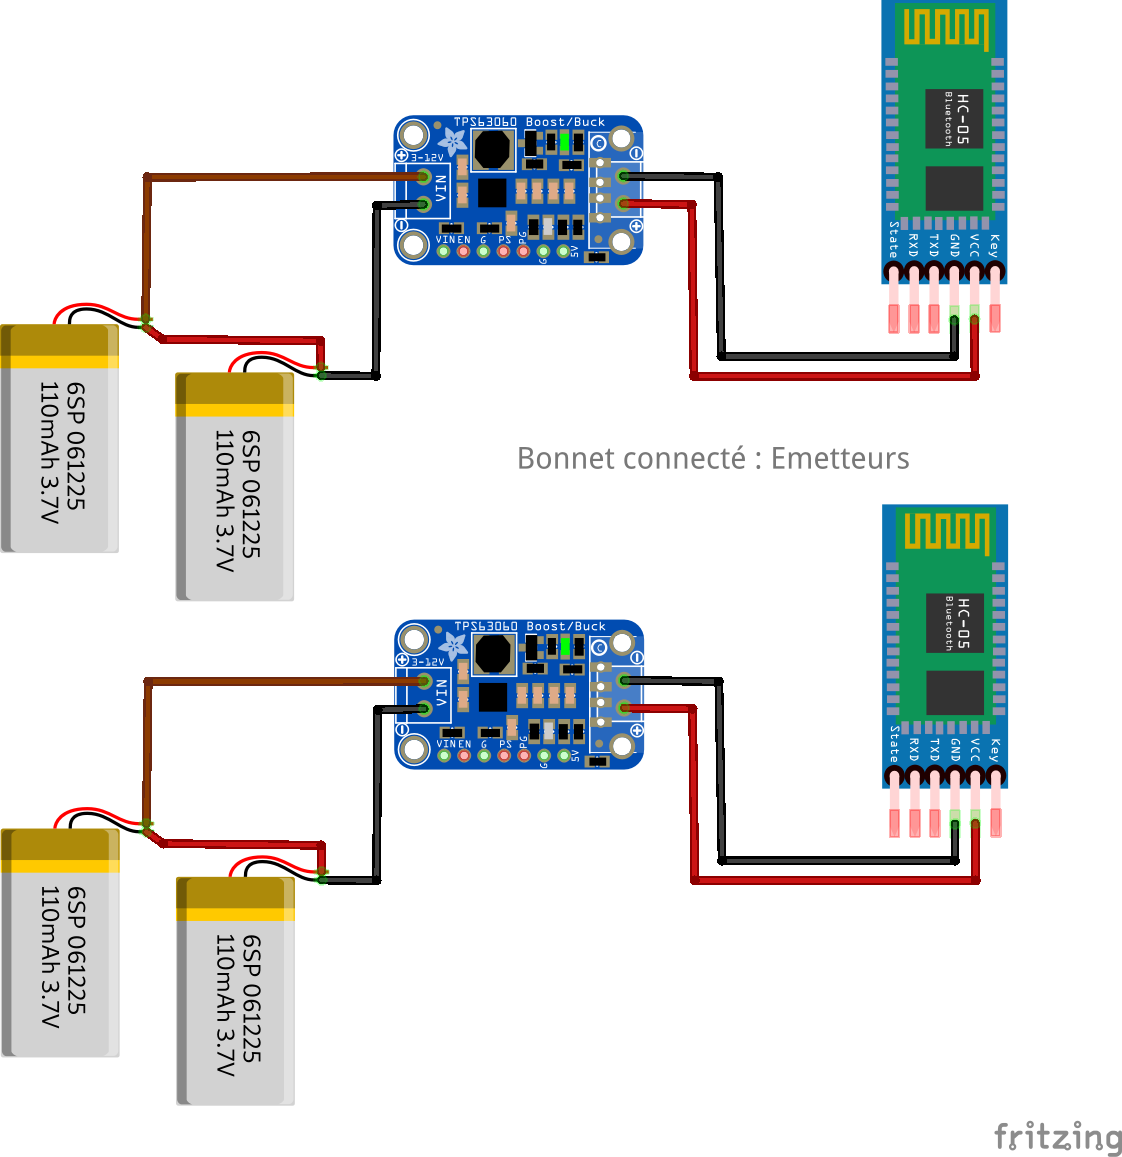 TPS63060 Boost/Buck
3-12V
VIN
VIN EN G PS PG G 5V
C
HC-05
Bluetooth
State RXD TXD GND VCC Key
6SP 061225
110mAh 3.7V
6SP 061225
110mAh 3.7V
Bonnet connecté : Emetteurs
TPS63060 Boost/Buck
3-12V
VIN
VIN EN G PS PG G 5V
C
HC-05
Bluetooth
State RXD TXD GND VCC Key
6SP 061225
110mAh 3.7V
6SP 061225
110mAh 3.7V
fritzing